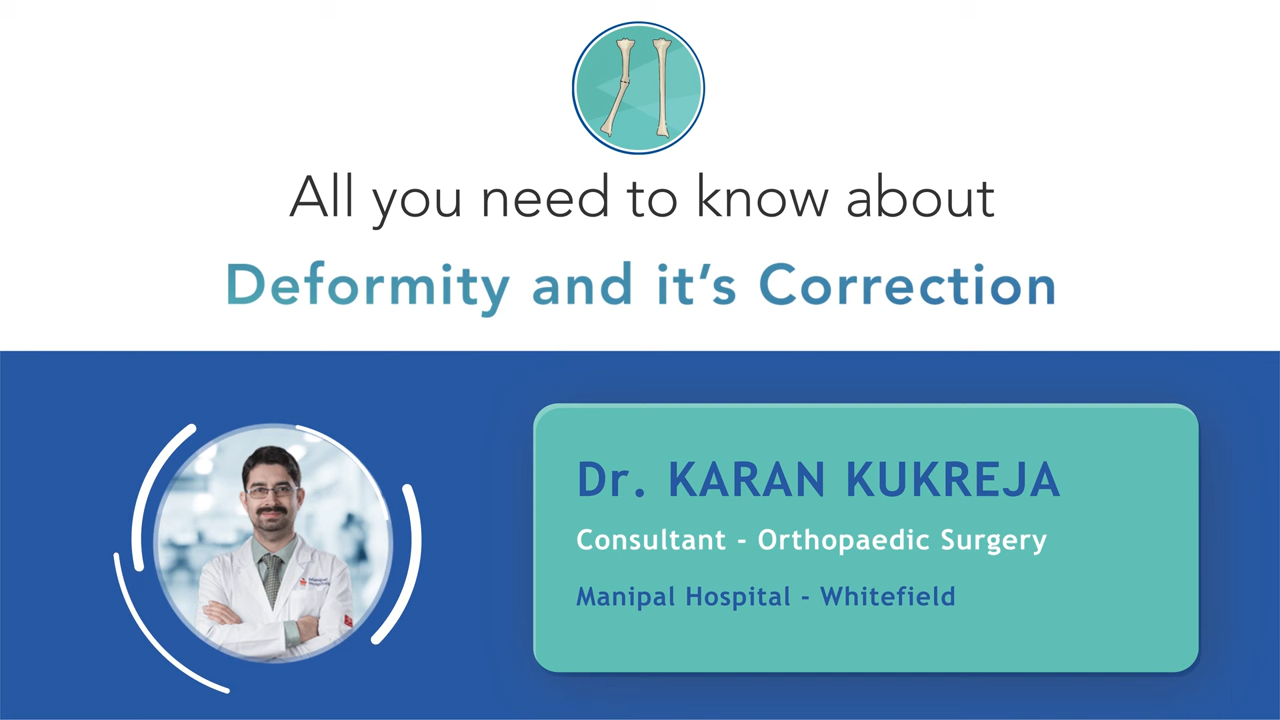 All you need to know about
Deformity and it’s Correction
Dr. KARAN KUKREJA
Consultant - Orthopaedic Surgery
Manipal Hospital - Whitefield